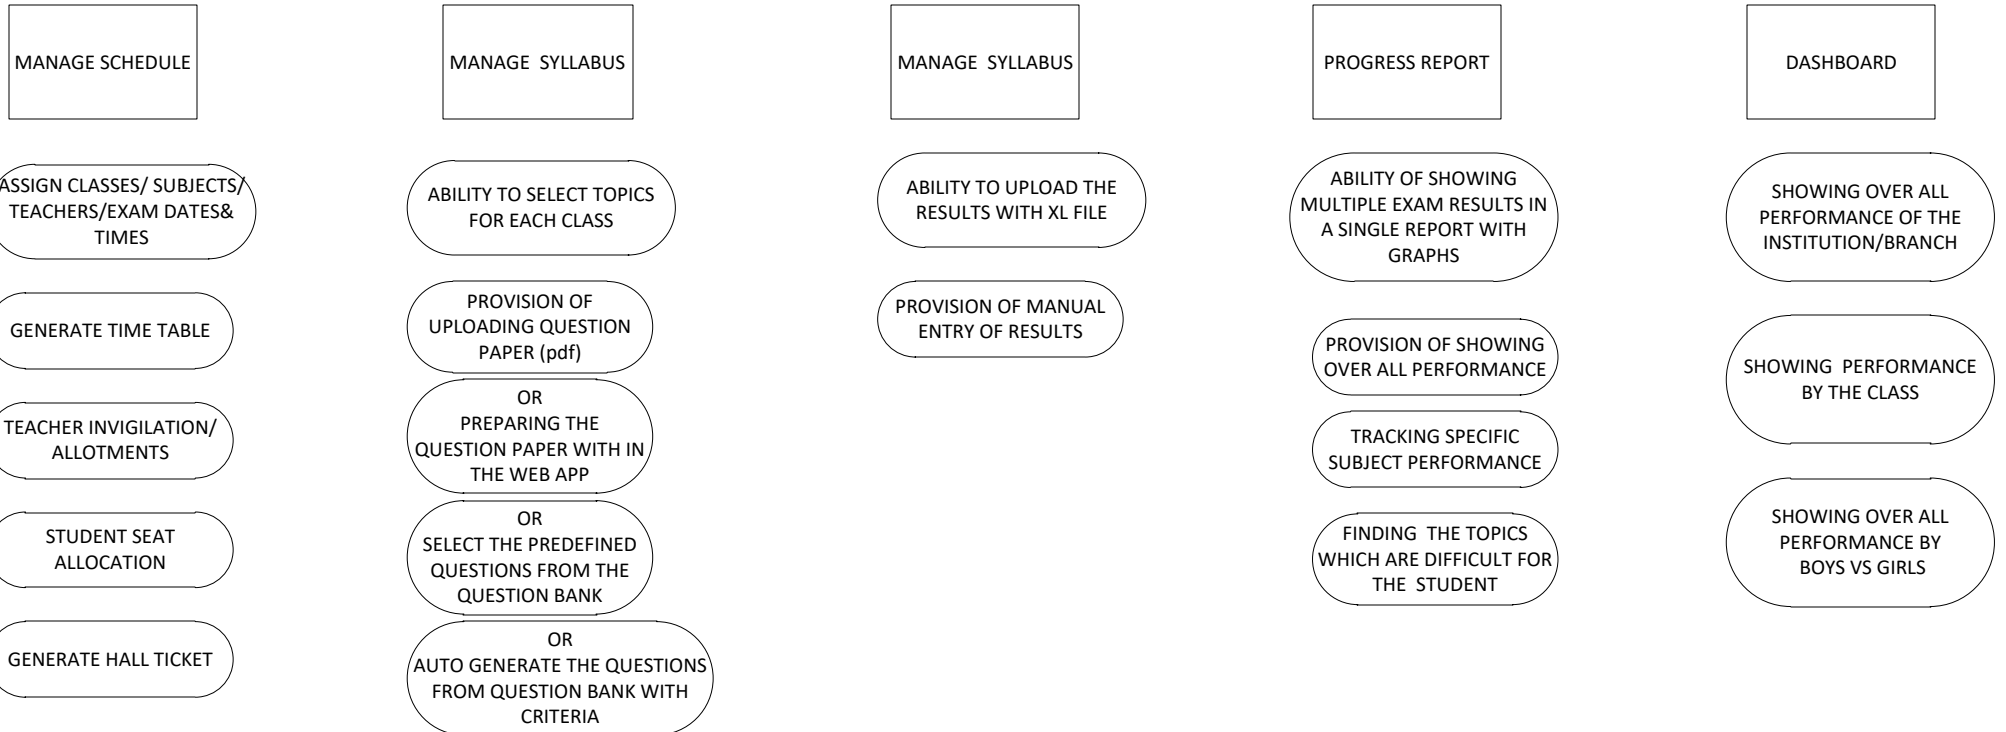 MANAGE SCHEDULE
ASSIGN CLASSES/ SUBJECTS/
TEACHERS/EXAM DATES&
TIMES
GENERATE TIME TABLE
TEACHER INVIGILATION/
ALLOTMENTS
STUDENT SEAT
ALLOCATION
GENERATE HALL TICKET
MANAGE  SYLLABUS
ABILITY TO SELECT TOPICS
FOR EACH CLASS
PROVISION OF
UPLOADING QUESTION
PAPER (pdf)
OR
PREPARING THE
QUESTION PAPER WITH IN
THE WEB APP
OR
SELECT THE PREDEFINED
QUESTIONS FROM THE
QUESTION BANK
OR
AUTO GENERATE THE QUESTIONS
FROM QUESTION BANK WITH
CRITERIA
MANAGE  SYLLABUS
ABILITY TO UPLOAD THE
RESULTS WITH XL FILE
PROVISION OF MANUAL
ENTRY OF RESULTS
PROGRESS REPORT
ABILITY OF SHOWING
MULTIPLE EXAM RESULTS IN
A SINGLE REPORT WITH
GRAPHS
PROVISION OF SHOWING
OVER ALL PERFORMANCE
TRACKING SPECIFIC
SUBJECT PERFORMANCE
FINDING  THE TOPICS
WHICH ARE DIFFICULT FOR
THE  STUDENT
DASHBOARD
SHOWING OVER ALL
PERFORMANCE OF THE
INSTITUTION/BRANCH
SHOWING  PERFORMANCE
BY THE CLASS
SHOWING OVER ALL
PERFORMANCE BY
BOYS VS GIRLS